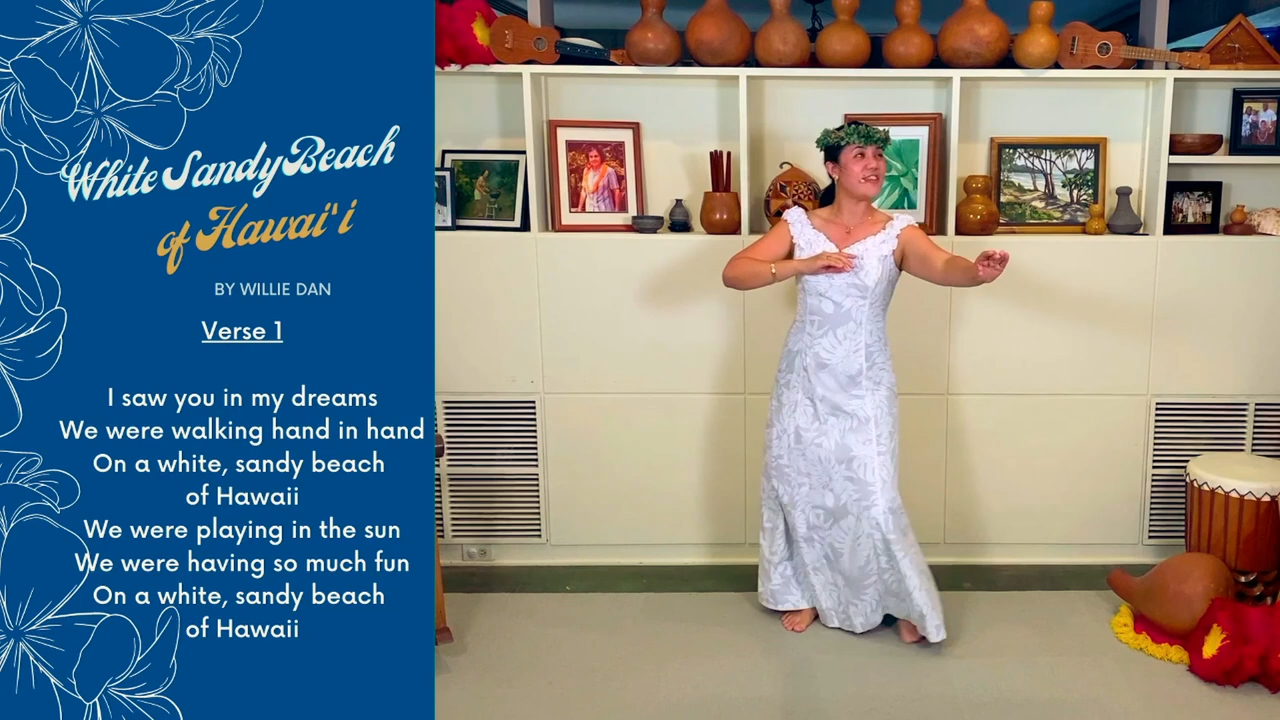 White Sandy Beach
of Hawai'i
BY WILLIE DAN
Verse 1
I saw you in my dreams
We were walking hand in hand
On a white, sandy beach
of Hawaii
We were playing in the sun
We were having so much fun
On a white, sandy beach
of Hawaii